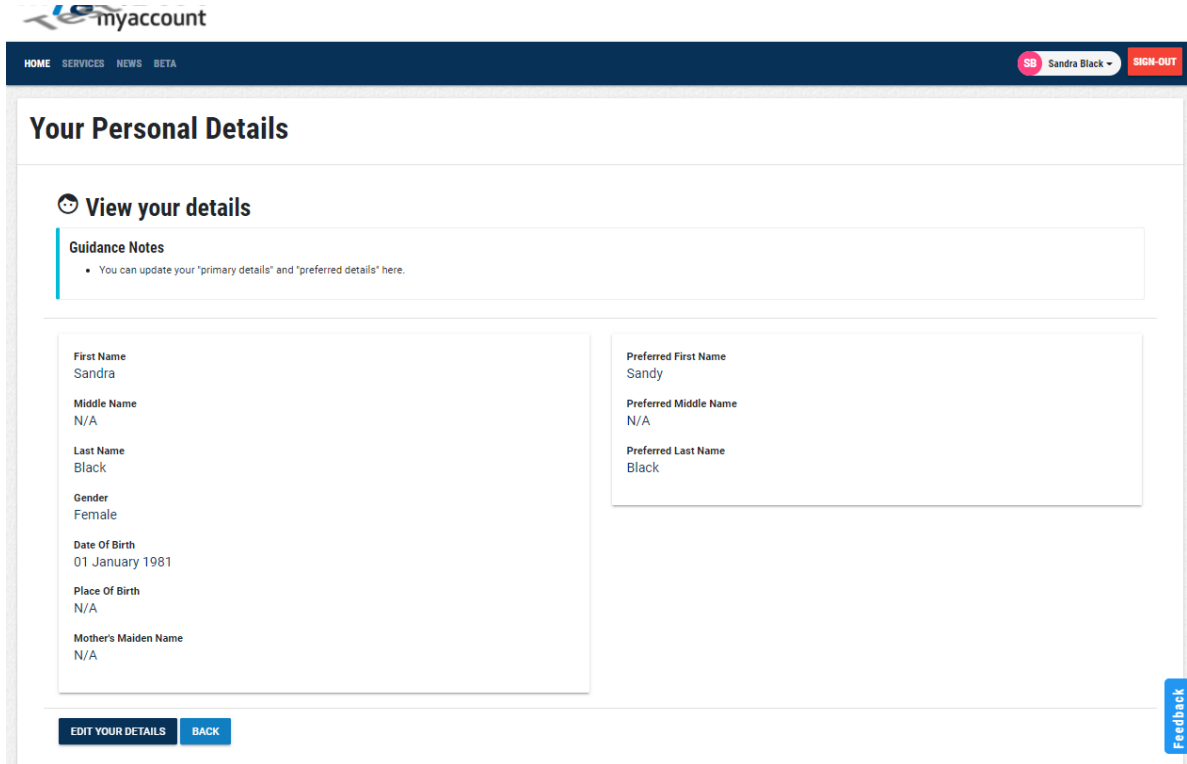 myaccount
HOME SERVICES NEWS BETA
SB Sandra Black
SIGN-OUT
Your Personal Details
View your details
Guidance Notes
You can update your "primary details" and "preferred details" here.
First Name
Sandra
Middle Name
N/A
Last Name
Black
Gender
Female
Date Of Birth
01 January 1981
Place Of Birth
N/A
Mother's Maiden Name
N/A
Preferred First Name
Sandy
Preferred Middle Name
N/A
Preferred Last Name
Black
EDIT YOUR DETAILS
BACK
Feedback